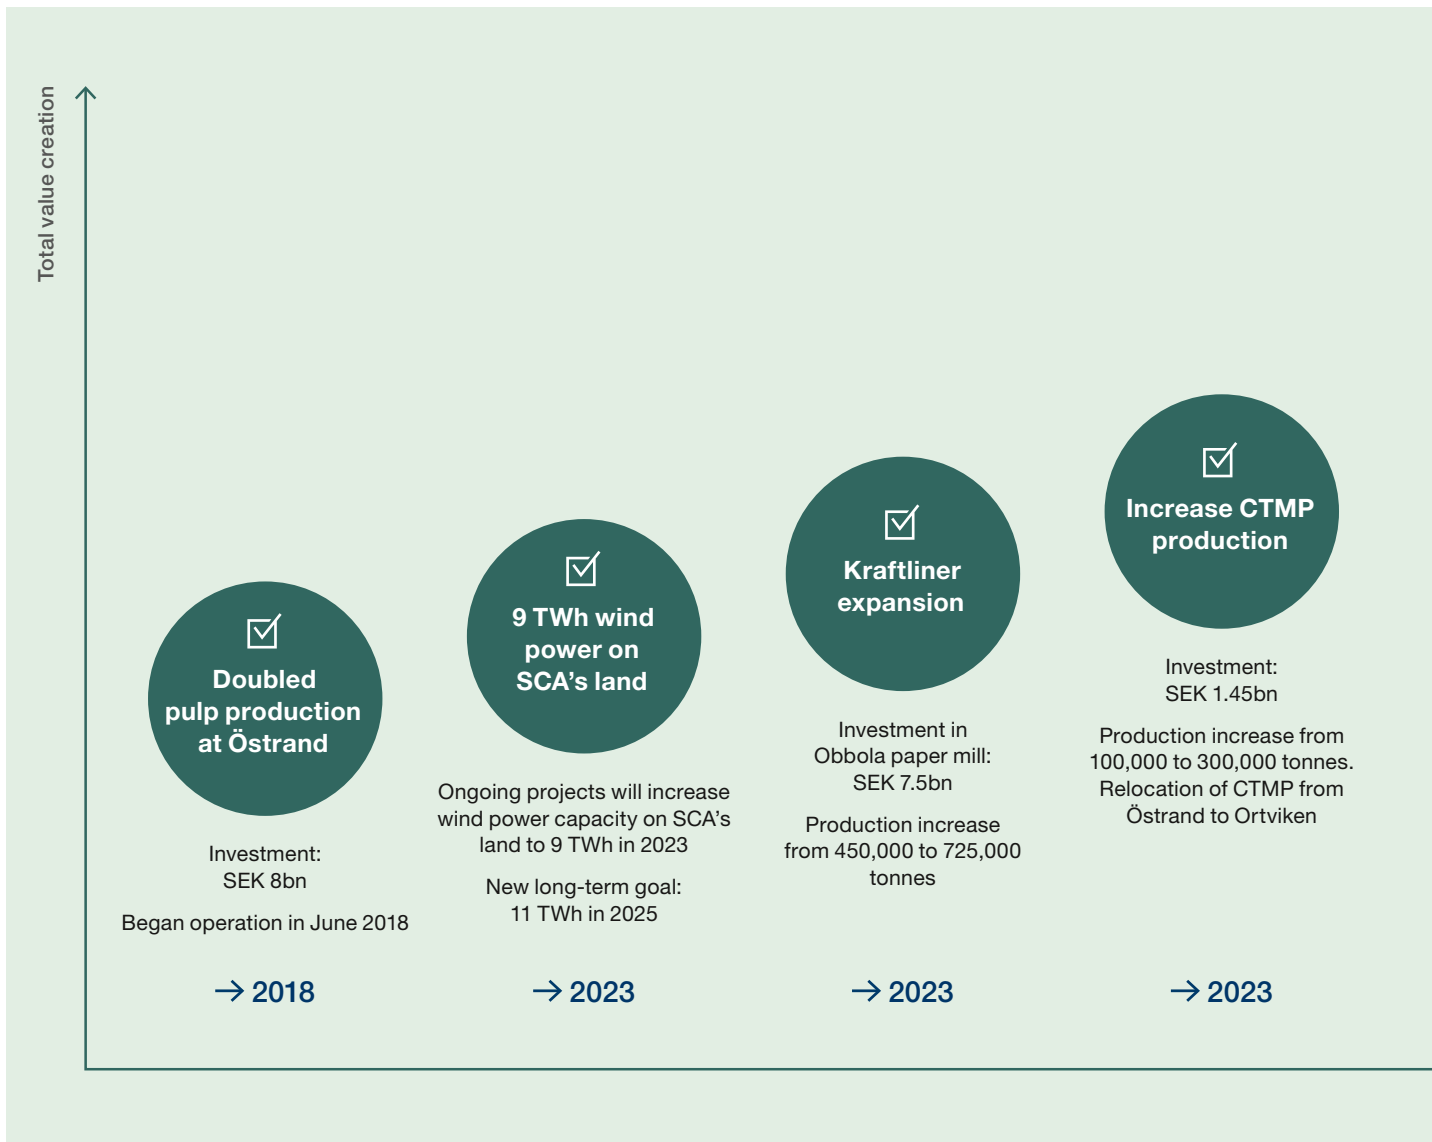 Total value creation
Doubled
pulp production
at Östrand
Investment:
SEK 8bn
Began operation in June 2018
→ 2018
9 TWh wind
power on
SCA’s land
Ongoing projects will increase
wind power capacity on SCA’s
land to 9 TWh in 2023
New long-term goal:
11 TWh in 2025
→ 2023
Kraftliner
expansion
Investment in
Obbola paper mill:
SEK 7.5bn
Production increase
from 450,000 to 725,000
tonnes
→ 2023
Increase CTMP
production
Investment:
SEK 1.45bn
Production increase from
100,000 to 300,000 tonnes.
Relocation of CTMP from
Östrand to Ortviken
→ 2023